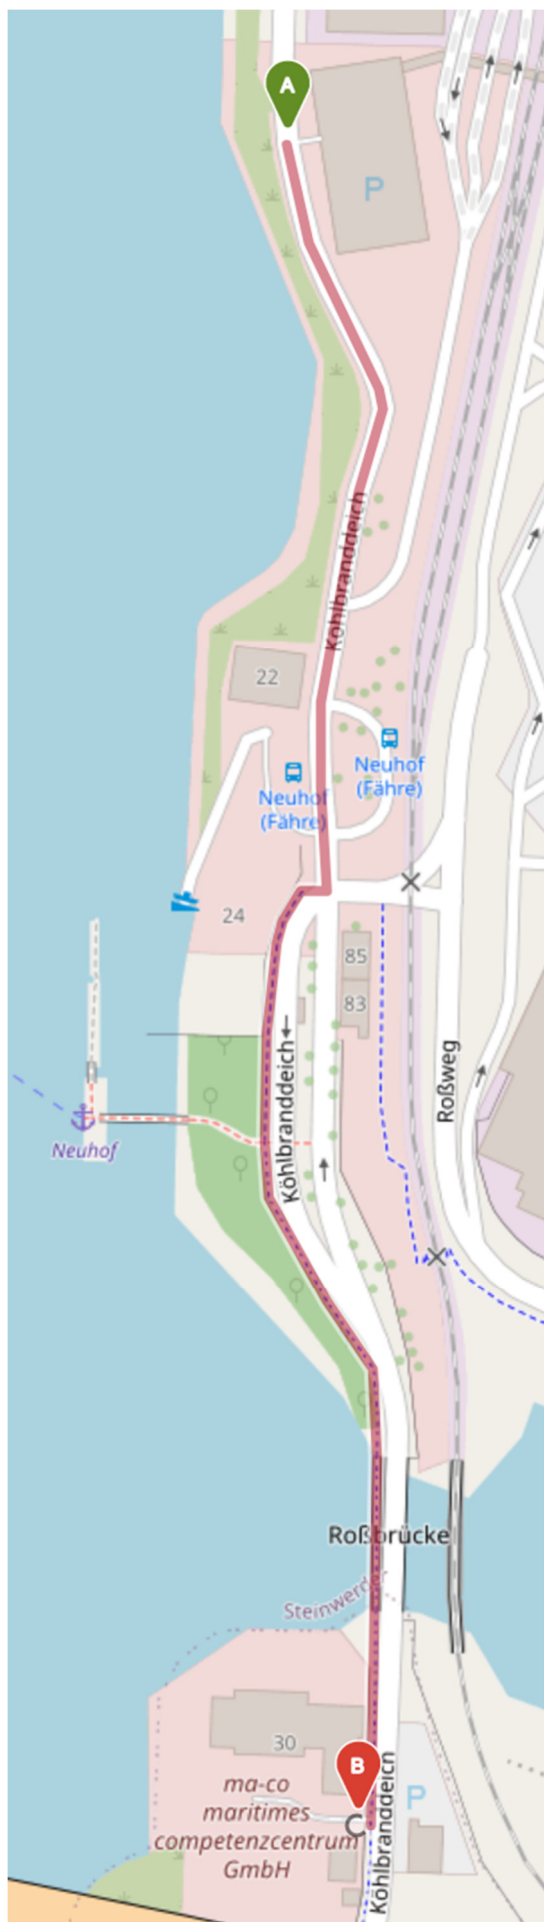 A
P
Köhlbranddeich
22
Neuhof
(Fähre)
Neuhof
(Fähre)
24
85
83
Köhlbranddeich
Roßweg
Neuhof
Roßbrücke
Steinwerder
30
B
ma-co
maritimes
competenzcentrum
GmbH
P
Köhlbranddeich